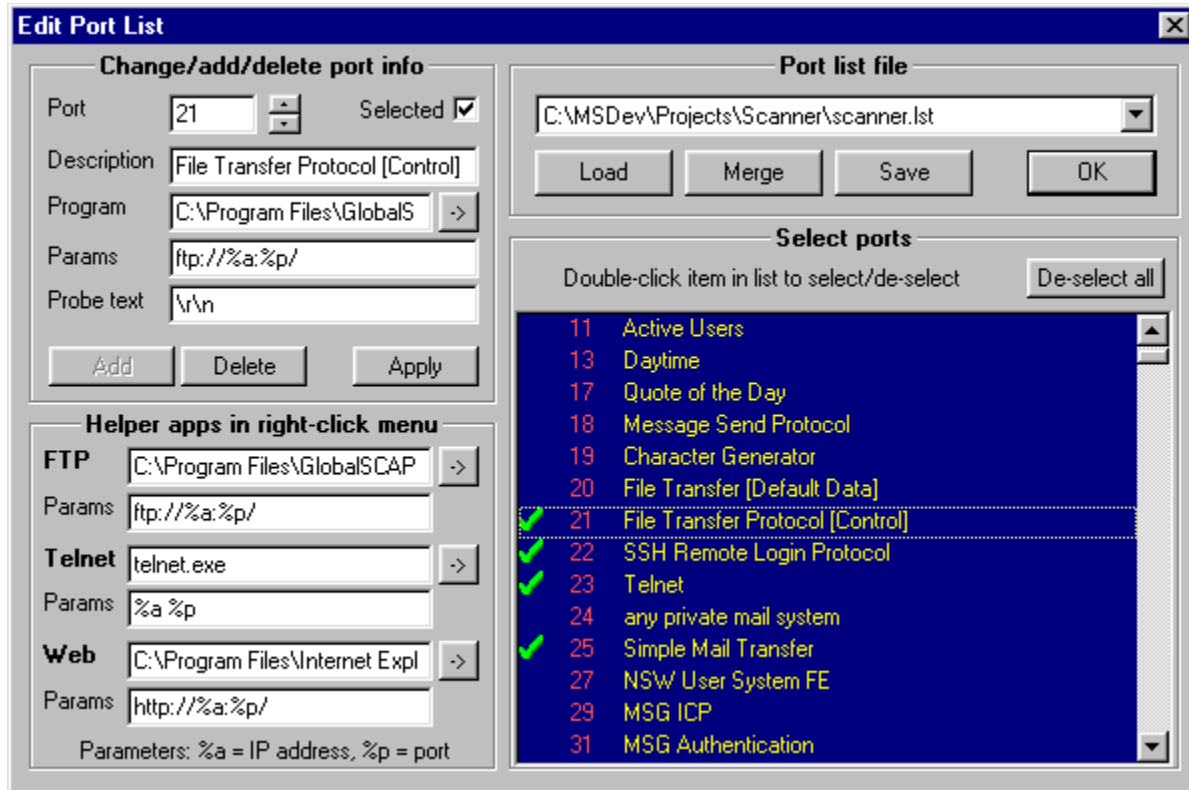 Edit Port List
Change/add/delete port info
Port 21 Selected
Description File Transfer Protocol [Control]
Program C:\Program Files\GlobalS ->
Params ftp://%a:%p/
Probe text \r\n
Add Delete Apply
Helper apps in right-click menu
FTP C:\Program Files\GlobalSCAP ->
Params ftp://%a:%p/
Telnet telnet.exe ->
Params %a %p
Web C:\Program Files\Internet Expl ->
Params http://%a:%p/
Parameters: %a = IP address, %p = port
Port list file
C:\MSDev\Projects\Scanner\scanner.lst
Load Merge Save OK
Select ports
Double-click item in list to select/de-select De-select all
11 Active Users
13 Daytime
17 Quote of the Day
18 Message Send Protocol
19 Character Generator
20 File Transfer [Default Data]
21 File Transfer Protocol [Control]
22 SSH Remote Login Protocol
23 Telnet
24 any private mail system
25 Simple Mail Transfer
27 NSW User System FE
29 MSG ICP
31 MSG Authentication